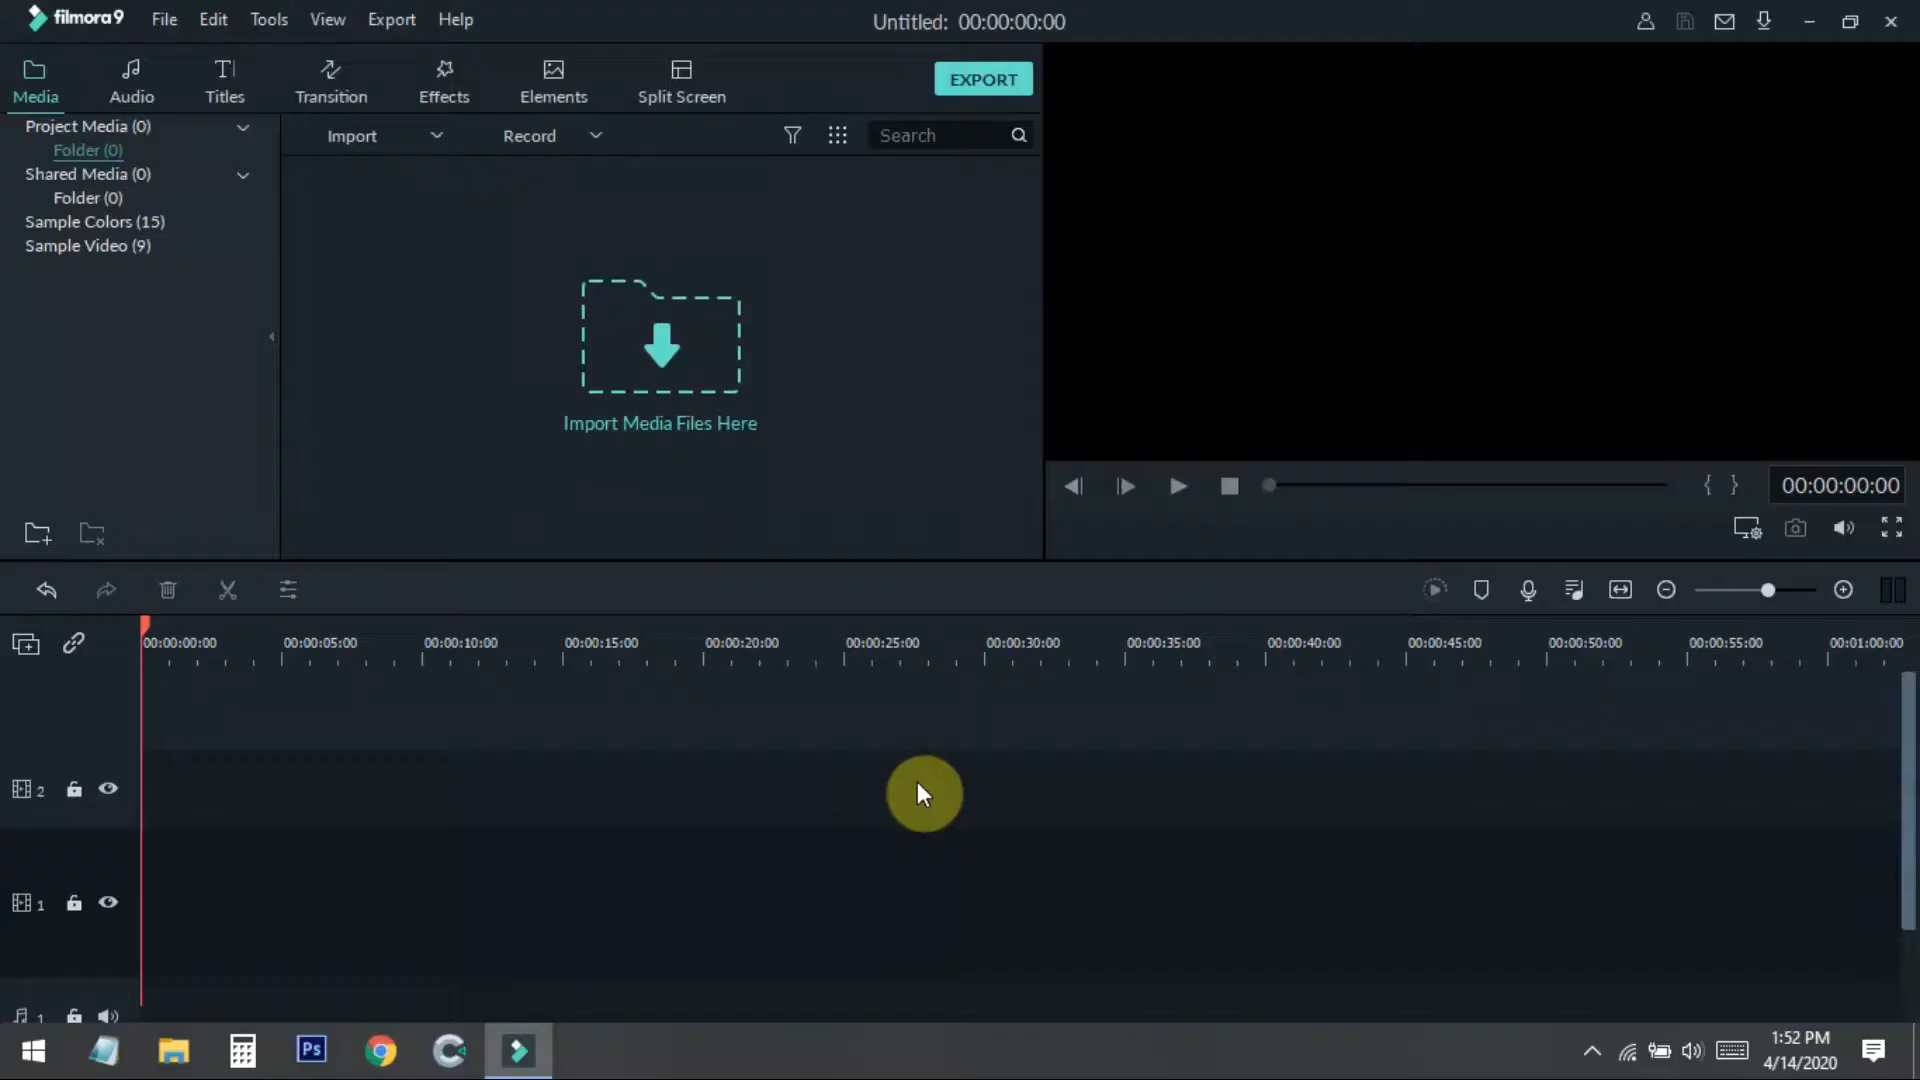 filmora9 File Edit Tools View Export Help Untitled: 00:00:00:00
Media Audio Titles Transition Effects Elements Split Screen EXPORT
Project Media (0)
Folder (0)
Shared Media (0)
Folder (0)
Sample Colors (15)
Sample Video (9)
Import Record Search
Import Media Files Here
{ } 00:00:00:00
00:00:00:00 00:00:05:00 00:00:10:00 00:00:15:00 00:00:20:00 00:00:25:00 00:00:30:00 00:00:35:00 00:00:40:00 00:00:45:00 00:00:50:00 00:00:55:00 00:01:00:00
2
1
1
Ps
1:52 PM
4/14/2020